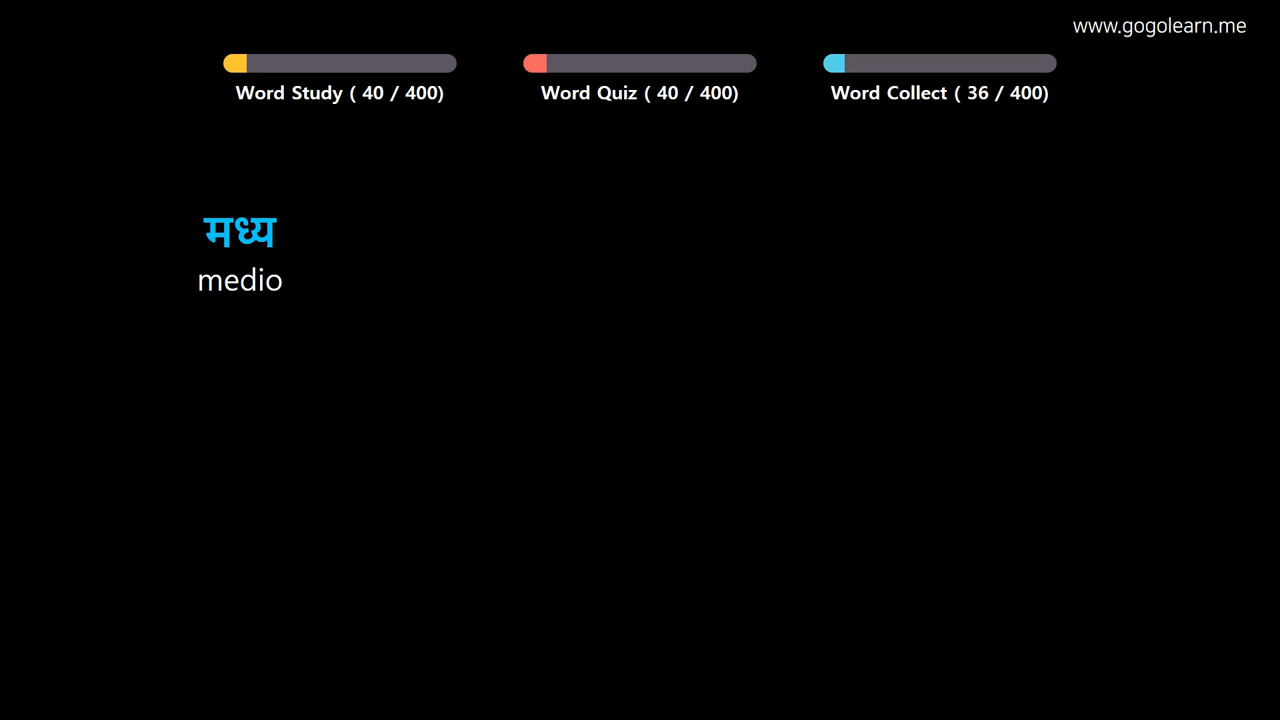 www.gogolearn.me
Word Study ( 40 / 400)
Word Quiz ( 40 / 400)
Word Collect ( 36 / 400)
मध्य
medio